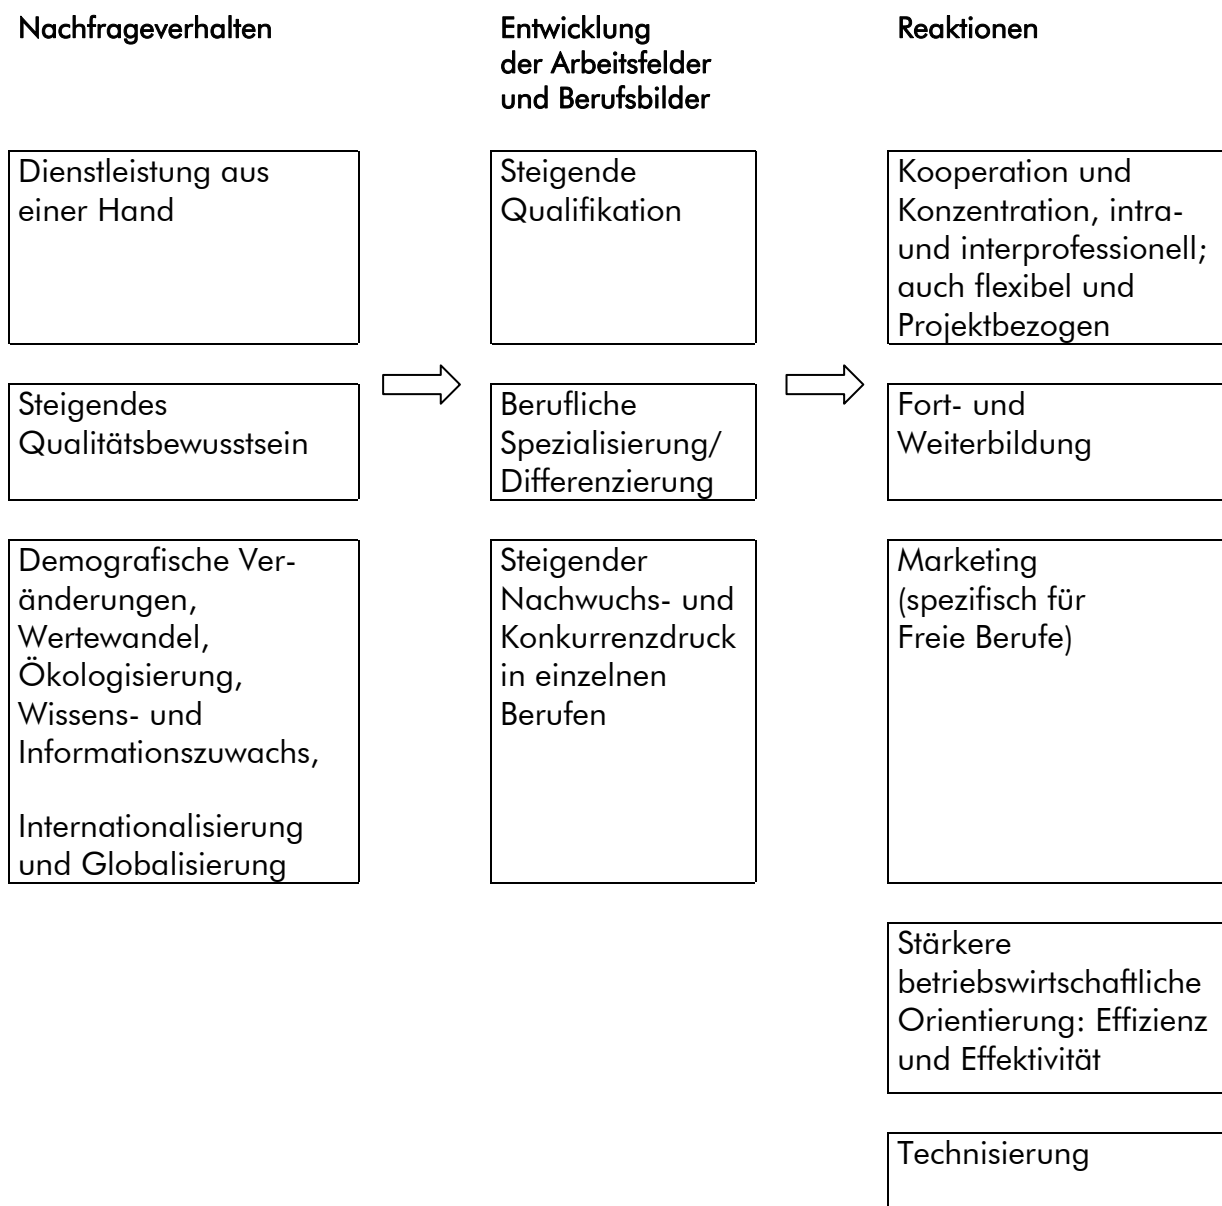 Nachfrageverhalten
Entwicklung
der Arbeitsfelder
und Berufsbilder
Reaktionen
Dienstleistung aus
einer Hand
Steigende
Qualifikation
Kooperation und
Konzentration, intra-
und interprofessionell;
auch flexibel und
Projektbezogen
Steigendes
Qualitätsbewusstsein
Berufliche
Spezialisierung/
Differenzierung
Fort- und
Weiterbildung
Demografische Ver-
änderungen,
Wertewandel,
Ökologisierung,
Wissens- und
Informationszuwachs,
Internationalisierung
und Globalisierung
Steigender
Nachwuchs- und
Konkurrenzdruck
in einzelnen
Berufen
Marketing
(spezifisch für
Freie Berufe)
Stärkere
betriebswirtschaftliche
Orientierung: Effizienz
und Effektivität
Technisierung